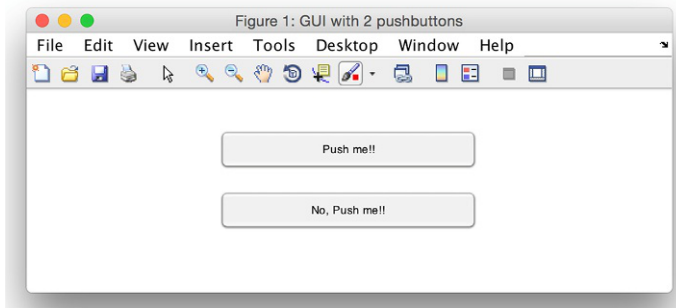 Figure 1: GUI with 2 pushbuttons
File Edit View Insert Tools Desktop Window Help
Push me!!
No, Push me!!